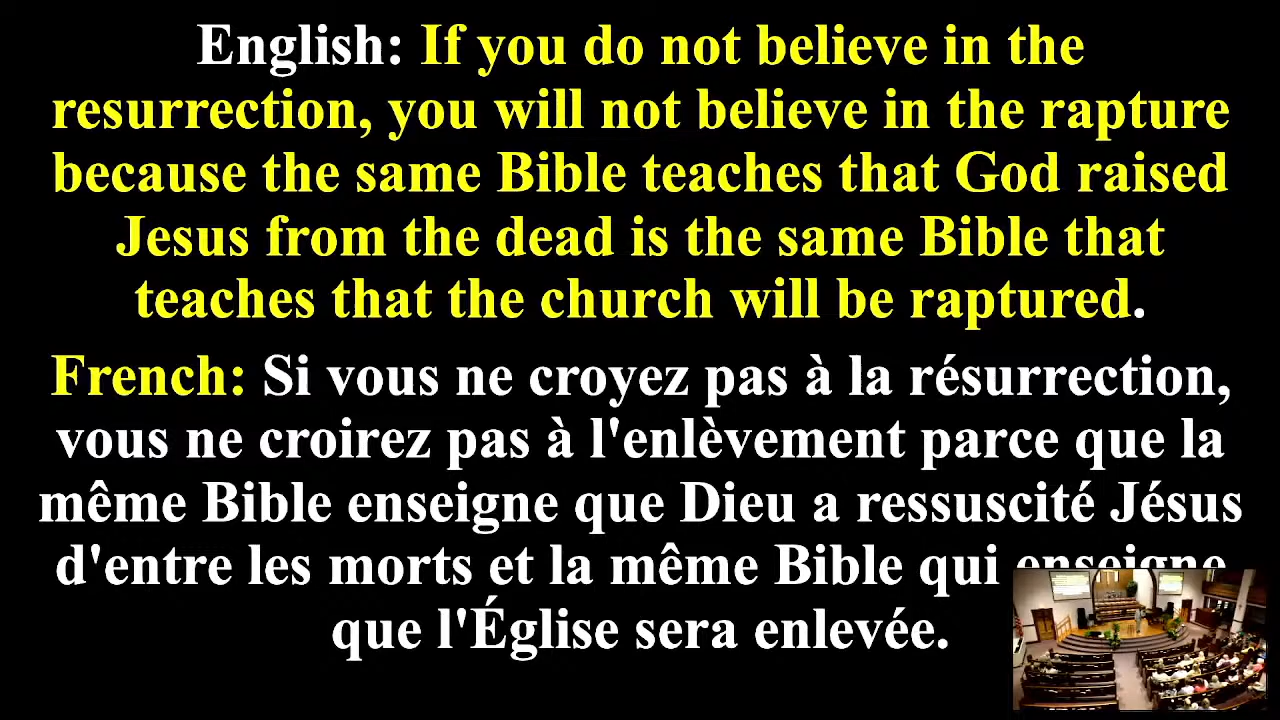 English: If you do not believe in the
resurrection, you will not believe in the rapture
because the same Bible teaches that God raised
Jesus from the dead is the same Bible that
teaches that the church will be raptured.
French: Si vous ne croyez pas à la résurrection,
vous ne croirez pas à l'enlèvement parce que la
même Bible enseigne que Dieu a ressuscité Jésus
d'entre les morts et la même Bible qui enseigne
que l'Église sera enlevée.